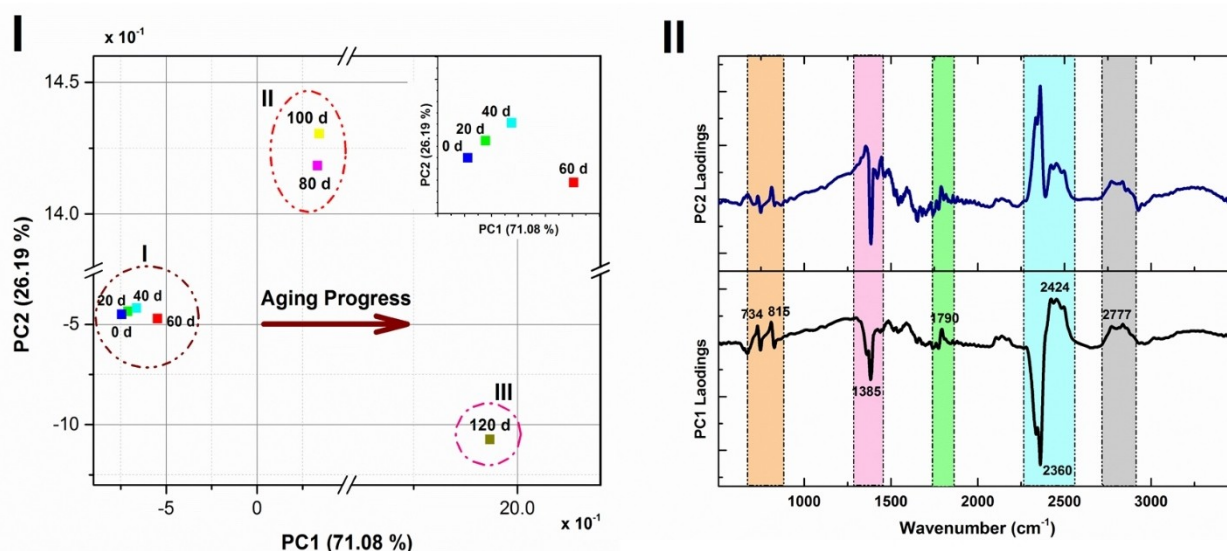 I
x 10⁻¹
14.5
14.0
-5
-10
PC2 (26.19 %)
II
100 d
80 d
I
20 d
40 d
0 d
60 d
Aging Progress
III
120 d
PC2 (26.19 %)
0 d
20 d
40 d
60 d
PC1 (71.08 %)
-5
0
20.0
x 10⁻¹
PC1 (71.08 %)
II
PC2 Laodings
PC1 Laodings
734
815
1385
1790
2424
2360
2777
1000
1500
2000
2500
3000
Wavenumber (cm⁻¹)